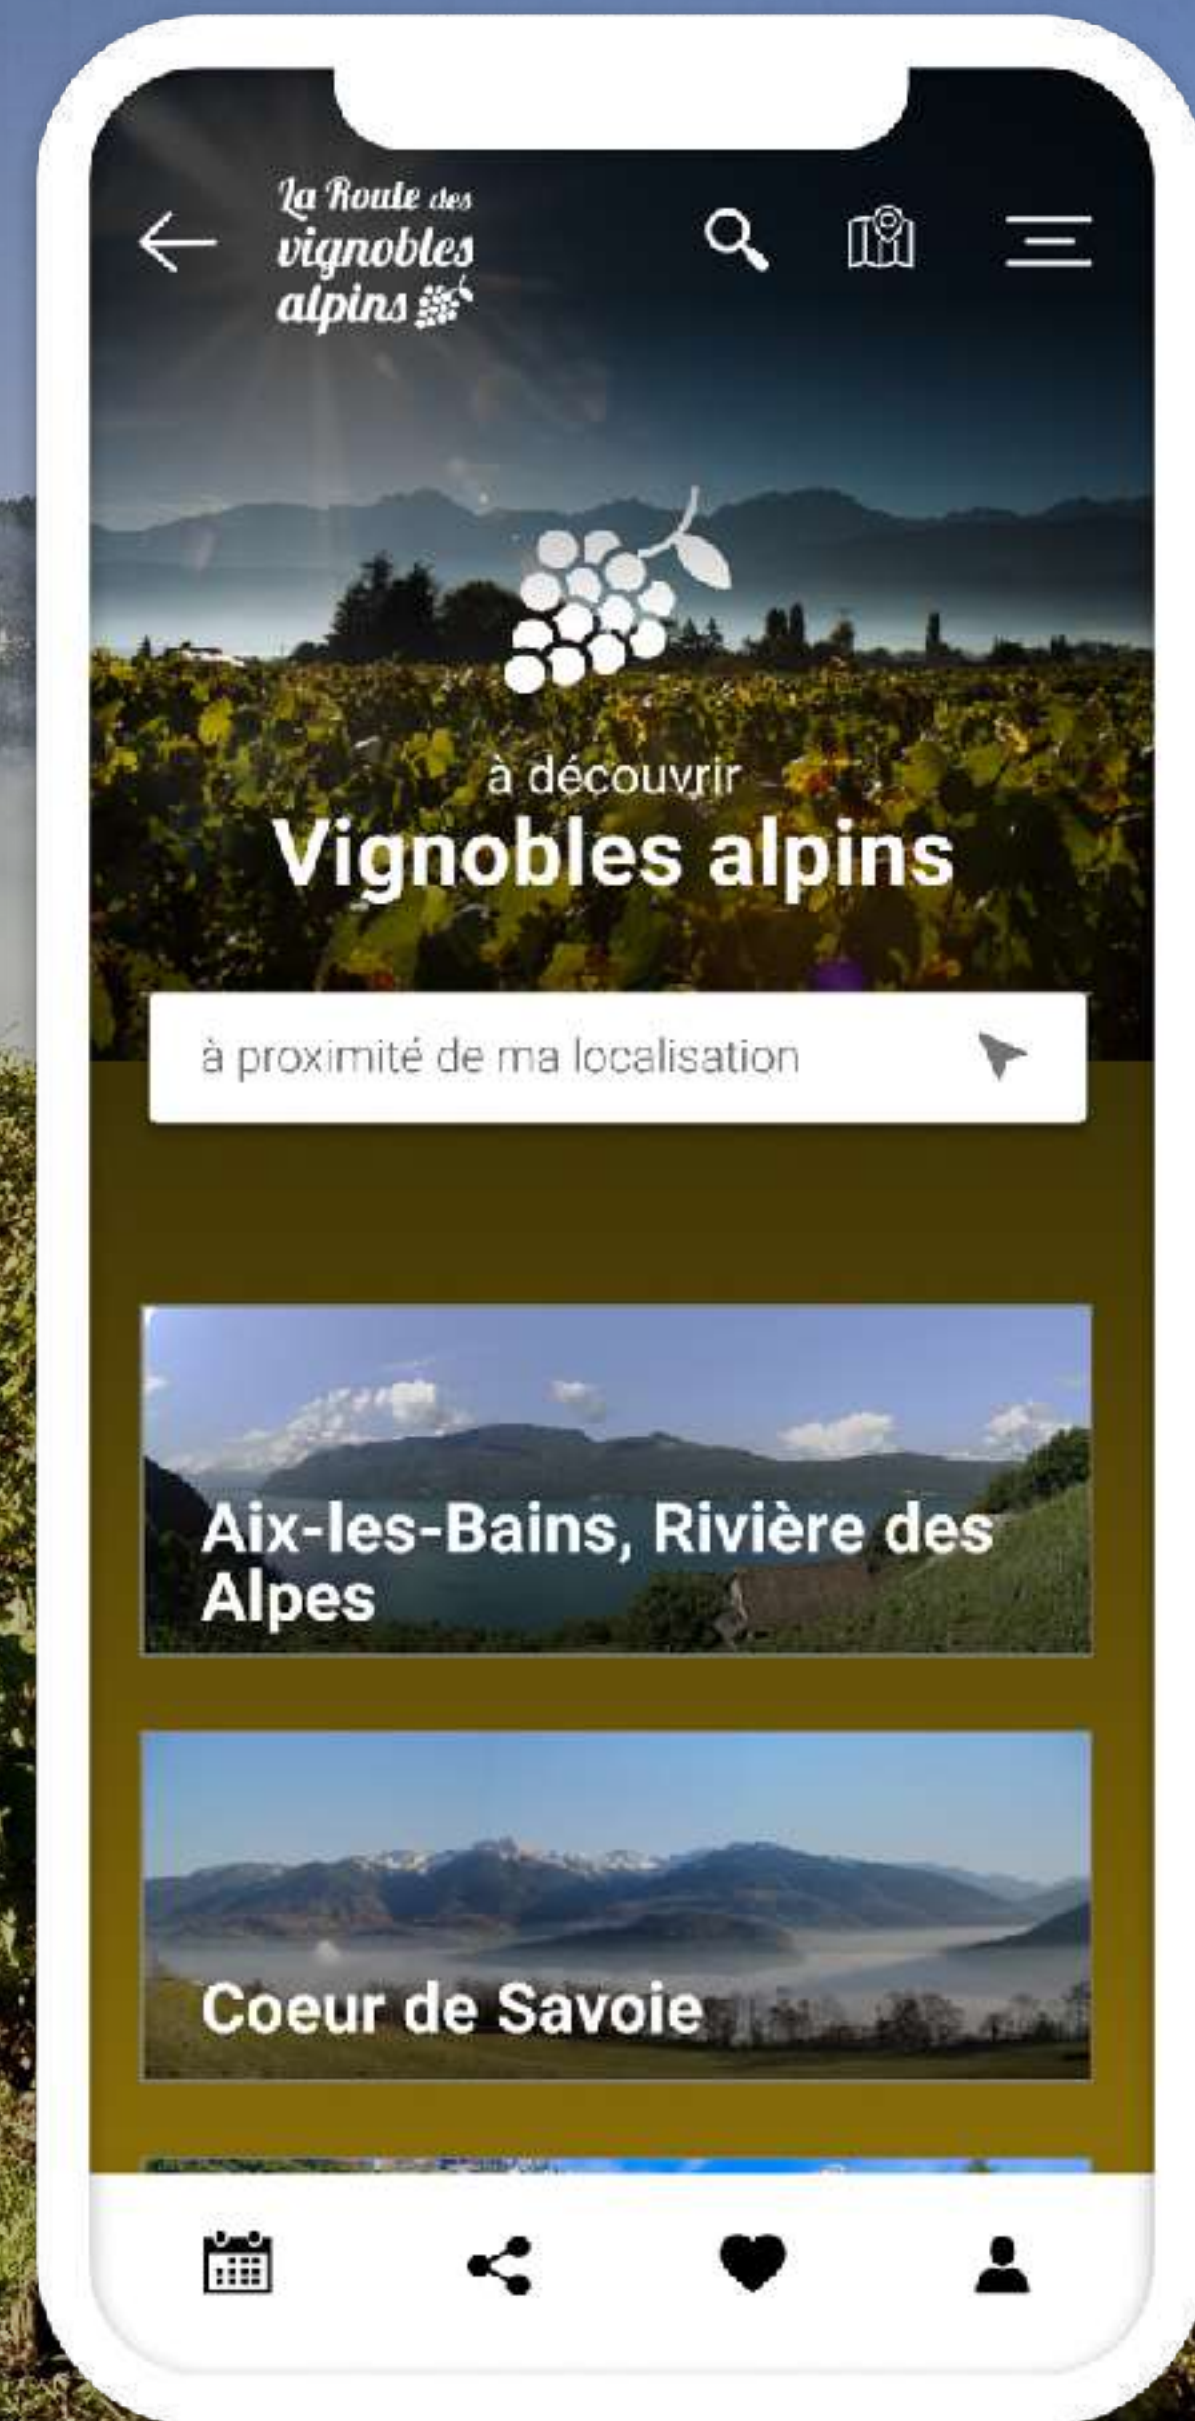 La Route des
vignobles
alpins
à découvrir
Vignobles alpins
à proximité de ma localisation
Aix-les-Bains, Rivière des
Alpes
Coeur de Savoie